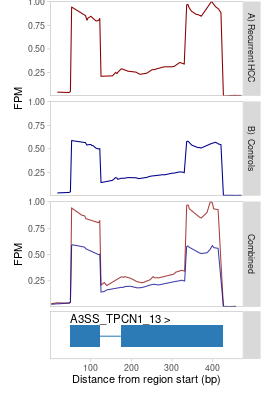 1.00
0.75
0.50
0.25
FPM
A) Recurrent HCC
1.00
0.75
0.50
0.25
FPM
B) Controls
1.00
0.75
0.50
0.25
FPM
Combined
A3SS_TPCN1_13 >
100 200 300 400
Distance from region start (bp)